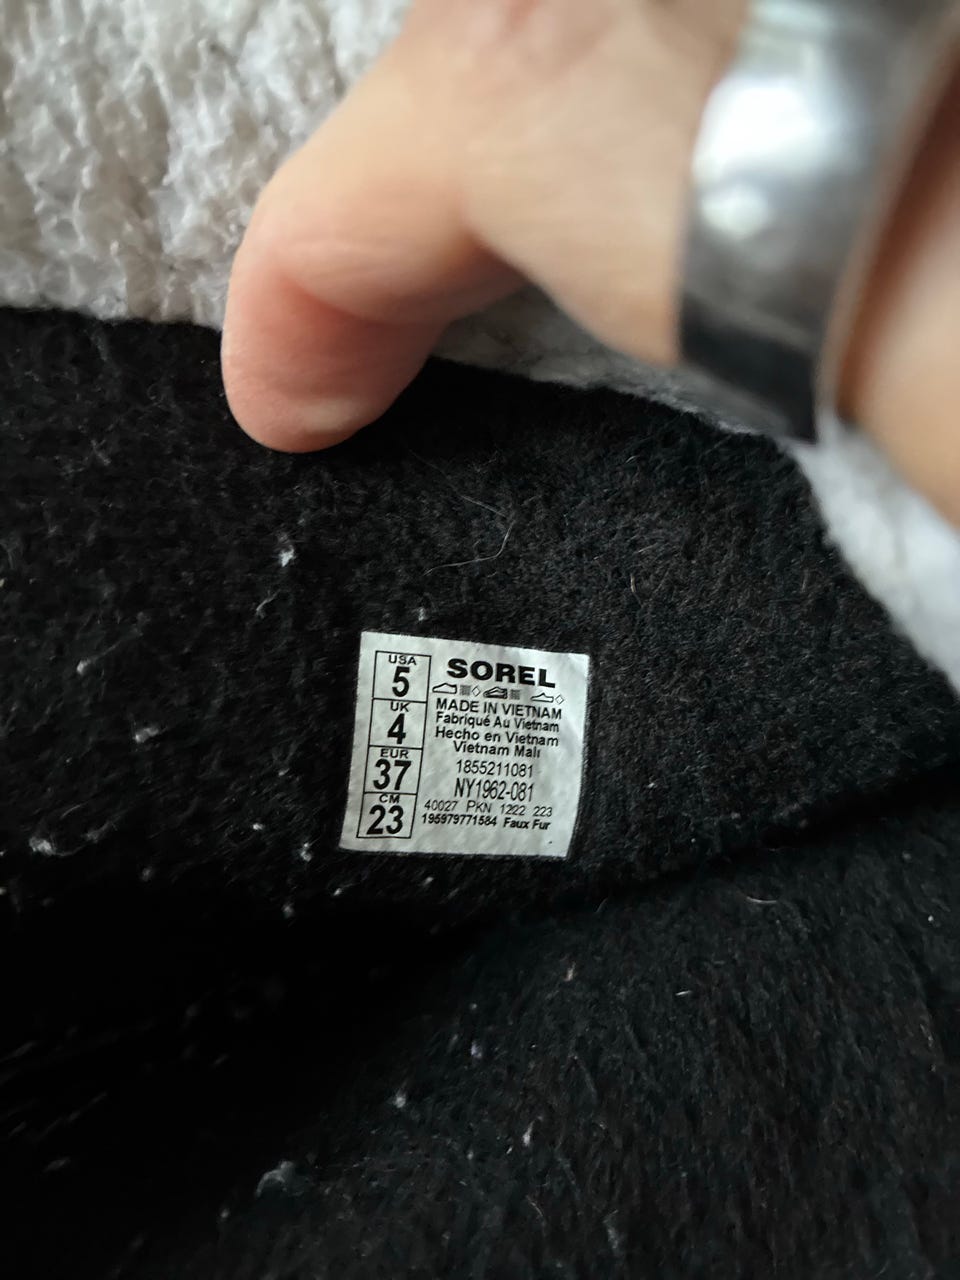 USA
5
UK
4
EUR
37
CM
23
SOREL
MADE IN VIETNAM
Fabriqué Au Vietnam
Hecho en Vietnam
Vietnam Malı
1855211081
NY1962-081
40027 PKN 1222 223
195979771584 Faux Fur